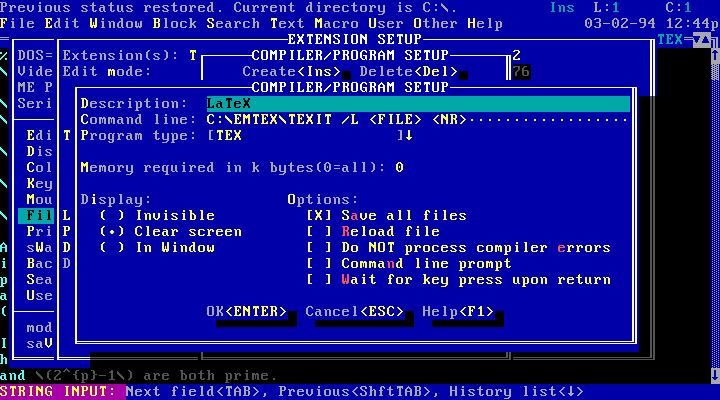 Previous status restored. Current directory is C:\. Ins L:1 C:1
File Edit Window Block Search Text Macro User Other Help 03-02-94 12:44p
EXTENSION SETUP TEX
DOS= Extension(s): T COMPILER/PROGRAM SETUP 2
Vide Edit mode: Create<Ins> Delete<Del> 76
ME P COMPILER/PROGRAM SETUP
Seri Description: LaTeX
Command line: C:\EMTEX\TEXIT /L <FILE> <NR>
Edi T Program type: [TEX ]↓
Dis
Col Memory required in k bytes(0=all): 0
Key
Mou Display: Options:
Fil L ( ) Invisible [X] Save all files
Pri P (•) Clear screen [ ] Reload file
sWa D ( ) In Window [ ] Do NOT process compiler errors
Bac D [ ] Command line prompt
Sea [ ] Wait for key press upon return
Use
OK<ENTER> Cancel<ESC> Help<F1>
mod
saV
and \(2^{p}-1\) are both prime.
STRING INPUT: Next field<TAB>, Previous<ShftTAB>, History list<↓>